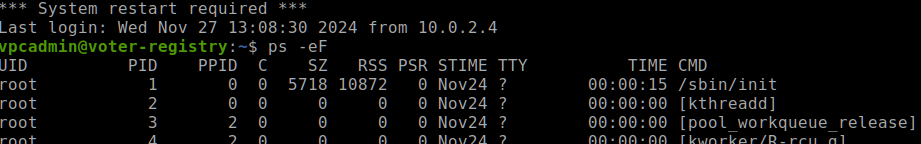 *** System restart required ***
Last login: Wed Nov 27 13:08:30 2024 from 10.0.2.4
vpcadmin@voter-registry:~$ ps -eF
UID          PID    PPID  C    SZ   RSS PSR STIME TTY          TIME CMD
root           1       0  0  5718 10872   0 Nov24 ?        00:00:15 /sbin/init
root           2       0  0     0     0   0 Nov24 ?        00:00:00 [kthreadd]
root           3       2  0     0     0   0 Nov24 ?        00:00:00 [pool_workqueue_release]
root           4       2  0     0     0   0 Nov24 ?        00:00:00 [kworker/R-rcu_g]